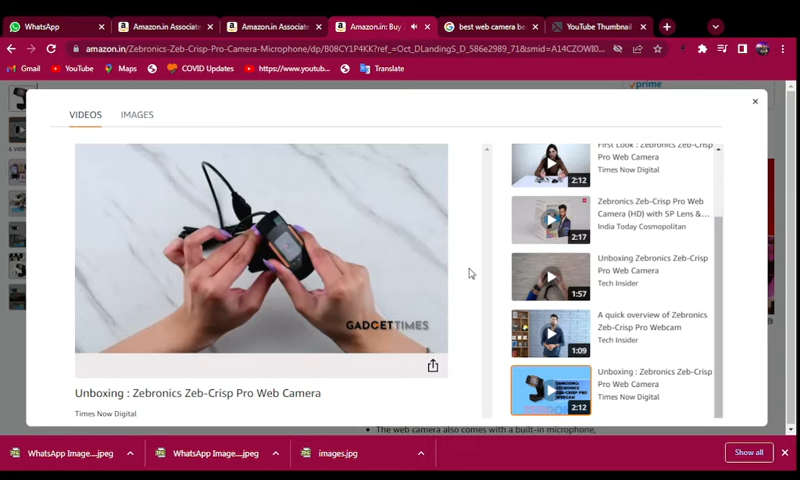 WhatsApp
Amazon.in Associate
Amazon.in Associate
Amazon.in: Buy
best web camera be
YouTube Thumbnail
amazon.in/Zebronics-Zeb-Crisp-Pro-Camera-Microphone/dp/B08CY1P4KK?ref_=Oct_DLandingS_D_586e2989_71&smid=A14CZOWI0...
Gmail
YouTube
Maps
COVID Updates
https://www.youtub...
Translate
prime
VIDEOS
IMAGES
GADGETTIMES
Unboxing : Zebronics Zeb-Crisp Pro Web Camera
Times Now Digital
First Look : Zebronics Zeb-Crisp
Pro Web Camera
Times Now Digital
2:12
Zebronics Zeb-Crisp Pro Web
Camera (HD) with 5P Lens &...
India Today Cosmopolitan
2:17
Unboxing Zebronics Zeb-Crisp
Pro Web Camera
Tech Insider
1:57
A quick overview of Zebronics
Zeb-Crisp Pro Webcam
Tech Insider
1:09
Unboxing : Zebronics Zeb-Crisp
Pro Web Camera
Times Now Digital
2:12
The web camera also comes with a built-in microphone,
WhatsApp Image....jpeg
WhatsApp Image....jpeg
images.jpg
Show all